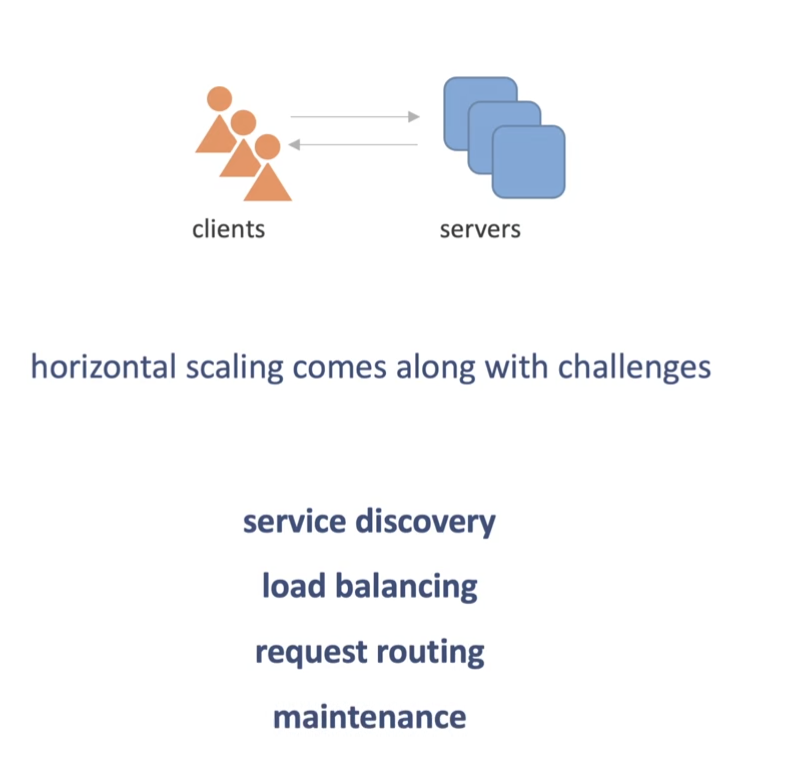 clients
servers
horizontal scaling comes along with challenges
service discovery
load balancing
request routing
maintenance